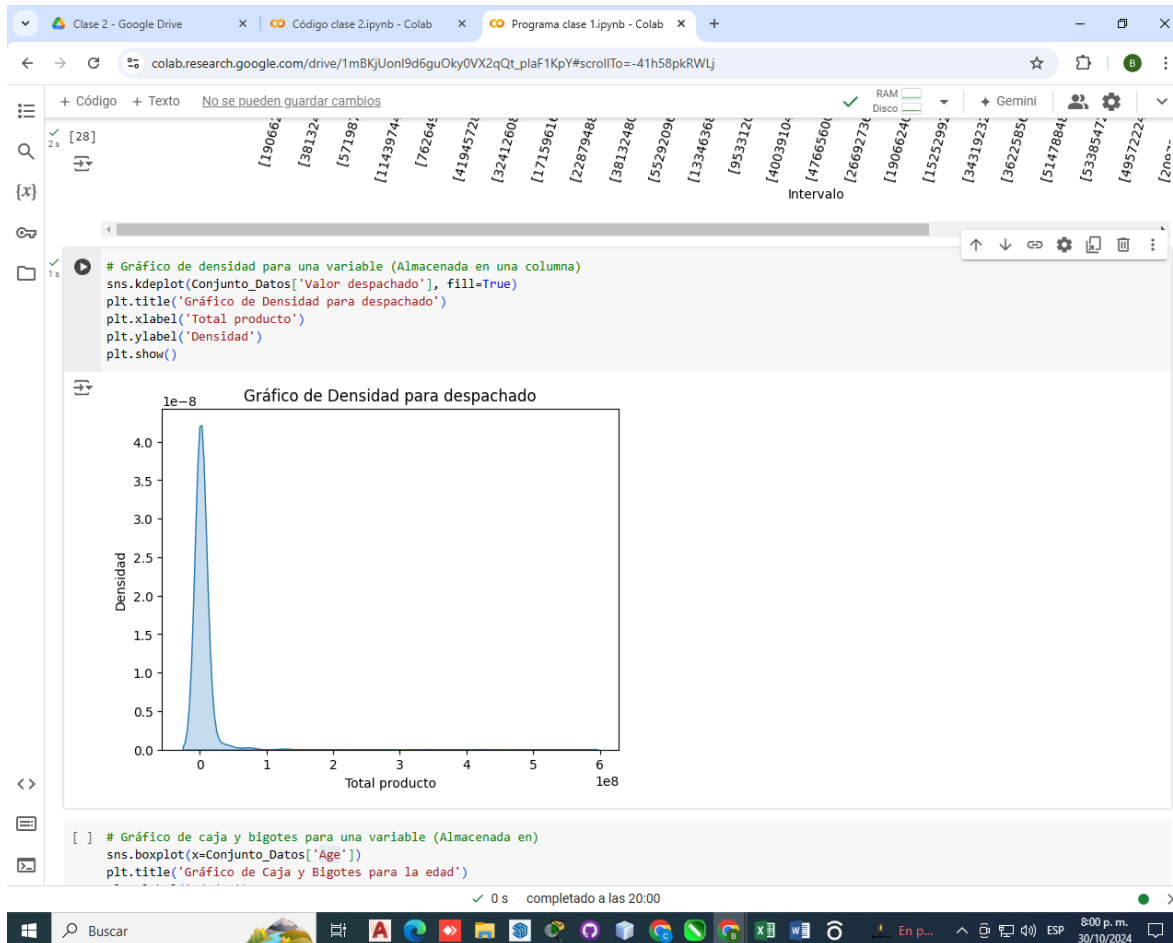 Clase 2 - Google Drive
Código clase 2.ipynb - Colab
Programa clase 1.ipynb - Colab
colab.research.google.com/drive/1mBKjUonI9d6guOky0VX2qQt_plaF1KpY#scrollTo=-41h58pkRWLj
+ Código + Texto No se pueden guardar cambios
RAM
Disco
Gemini
[28]
2 s
Intervalo
{x}
1 s
# Gráfico de densidad para una variable (Almacenada en una columna)
sns.kdeplot(Conjunto_Datos['Valor despachado'], fill=True)
plt.title('Gráfico de Densidad para despachado')
plt.xlabel('Total producto')
plt.ylabel('Densidad')
plt.show()
Gráfico de Densidad para despachado
1e−8
4.0
3.5
3.0
2.5
2.0
1.5
1.0
0.5
0.0
Densidad
0 1 2 3 4 5 6
1e8
Total producto
[ ] # Gráfico de caja y bigotes para una variable (Almacenada en)
sns.boxplot(x=Conjunto_Datos['Age'])
plt.title('Gráfico de Caja y Bigotes para la edad')
0 s completado a las 20:00
Buscar
En p...
ESP
8:00 p. m.
30/10/2024